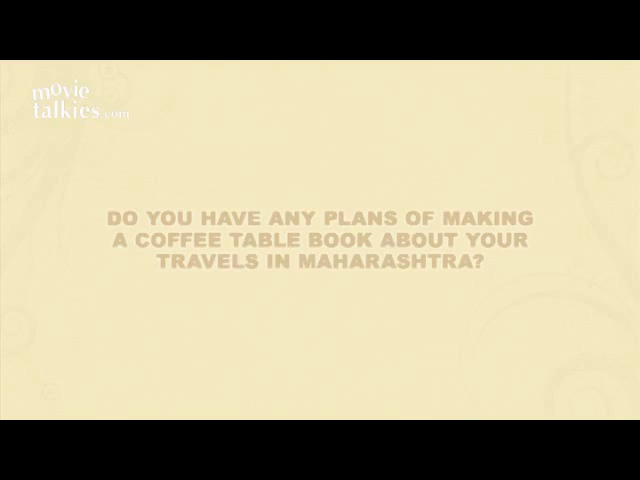 movie
talkies.com
DO YOU HAVE ANY PLANS OF MAKING
A COFFEE TABLE BOOK ABOUT YOUR
TRAVELS IN MAHARASHTRA?